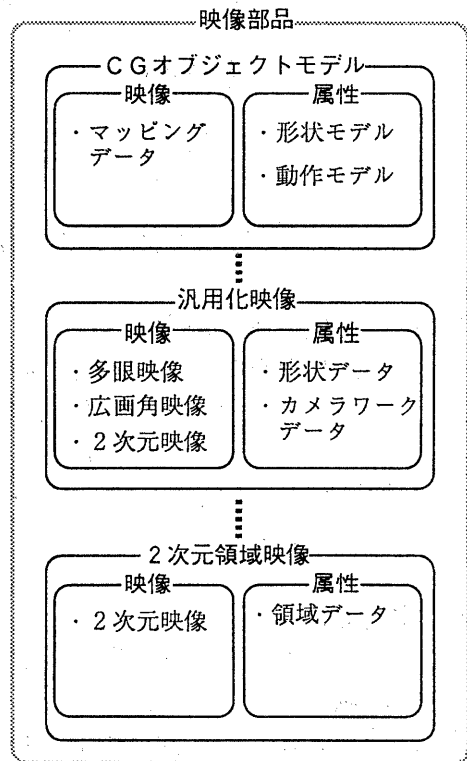 映像部品
CGオブジェクトモデル
映像
・マッピング
データ
属性
・形状モデル
・動作モデル
汎用化映像
映像
・多眼映像
・広画角映像
・2次元映像
属性
・形状データ
・カメラワーク
データ
2次元領域映像
映像
・2次元映像
属性
・領域データ